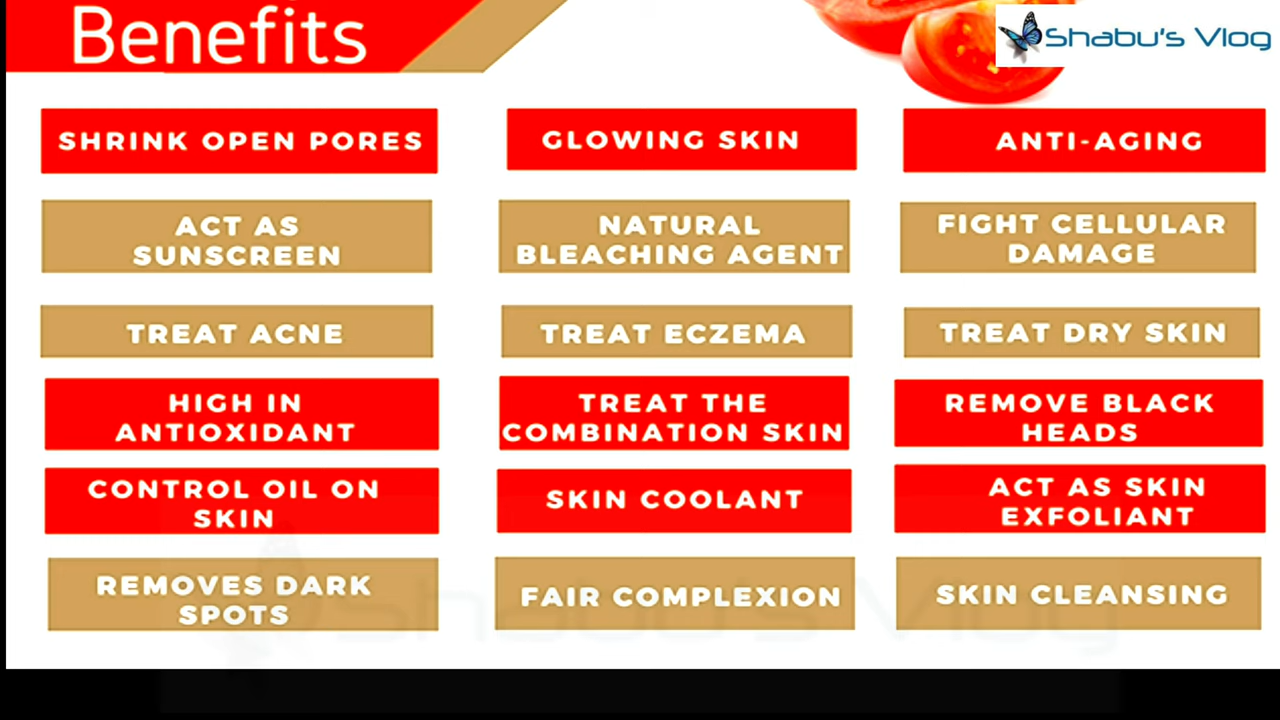 Benefits
Shabu's Vlog
SHRINK OPEN PORES
GLOWING SKIN
ANTI-AGING
ACT AS
SUNSCREEN
NATURAL
BLEACHING AGENT
FIGHT CELLULAR
DAMAGE
TREAT ACNE
TREAT ECZEMA
TREAT DRY SKIN
HIGH IN
ANTIOXIDANT
TREAT THE
COMBINATION SKIN
REMOVE BLACK
HEADS
CONTROL OIL ON
SKIN
SKIN COOLANT
ACT AS SKIN
EXFOLIANT
REMOVES DARK
SPOTS
FAIR COMPLEXION
SKIN CLEANSING
Shabu's Vlog